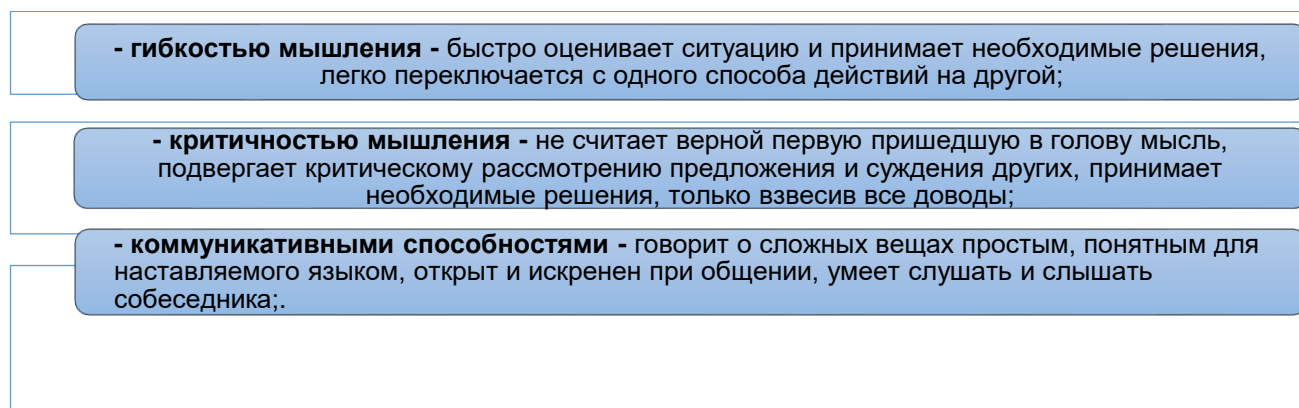 - гибкостью мышления - быстро оценивает ситуацию и принимает необходимые решения,
легко переключается с одного способа действий на другой;
- критичностью мышления - не считает верной первую пришедшую в голову мысль,
подвергает критическому рассмотрению предложения и суждения других, принимает
необходимые решения, только взвесив все доводы;
- коммуникативными способностями - говорит о сложных вещах простым, понятным для
наставляемого языком, открыт и искренен при общении, умеет слушать и слышать
собеседника;.